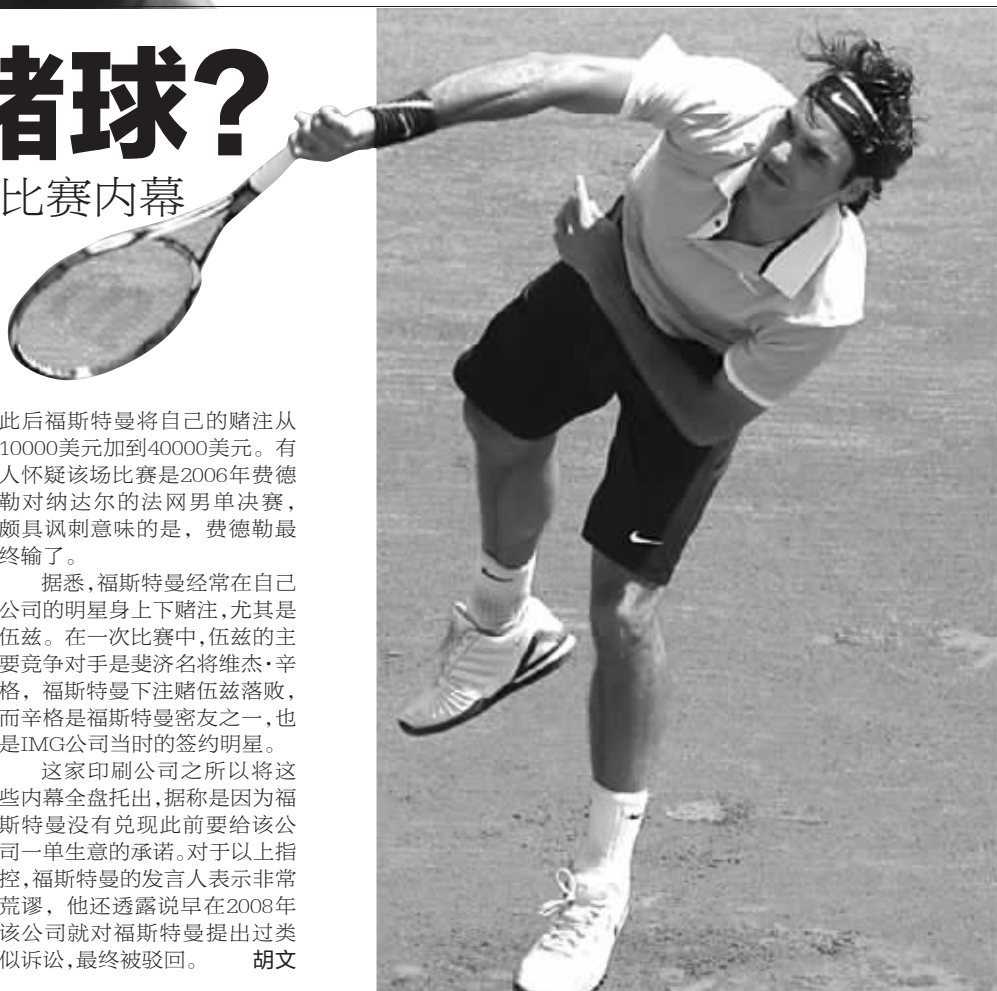 赌球？
比赛内幕
此后福斯特曼将自己的赌注从
10000美元加到40000美元。有
人怀疑该场比赛是2006年费德
勒对纳达尔的法网男单决赛，
颇具讽刺意味的是，费德勒最
终输了。
据悉，福斯特曼经常在自己
公司的明星身上下赌注，尤其是
伍兹。在一次比赛中，伍兹的主
要竞争对手是斐济名将维杰·辛
格，福斯特曼下注赌伍兹落败，
而辛格是福斯特曼密友之一，也
是IMG公司当时的签约明星。
这家印刷公司之所以将这
些内幕全盘托出，据称是因为福
斯特曼没有兑现此前要给该公
司一单生意的承诺。对于以上指
控，福斯特曼的发言人表示非常
荒谬，他还透露说早在2008年
该公司就对福斯特曼提出过类
似诉讼，最终被驳回。 胡文